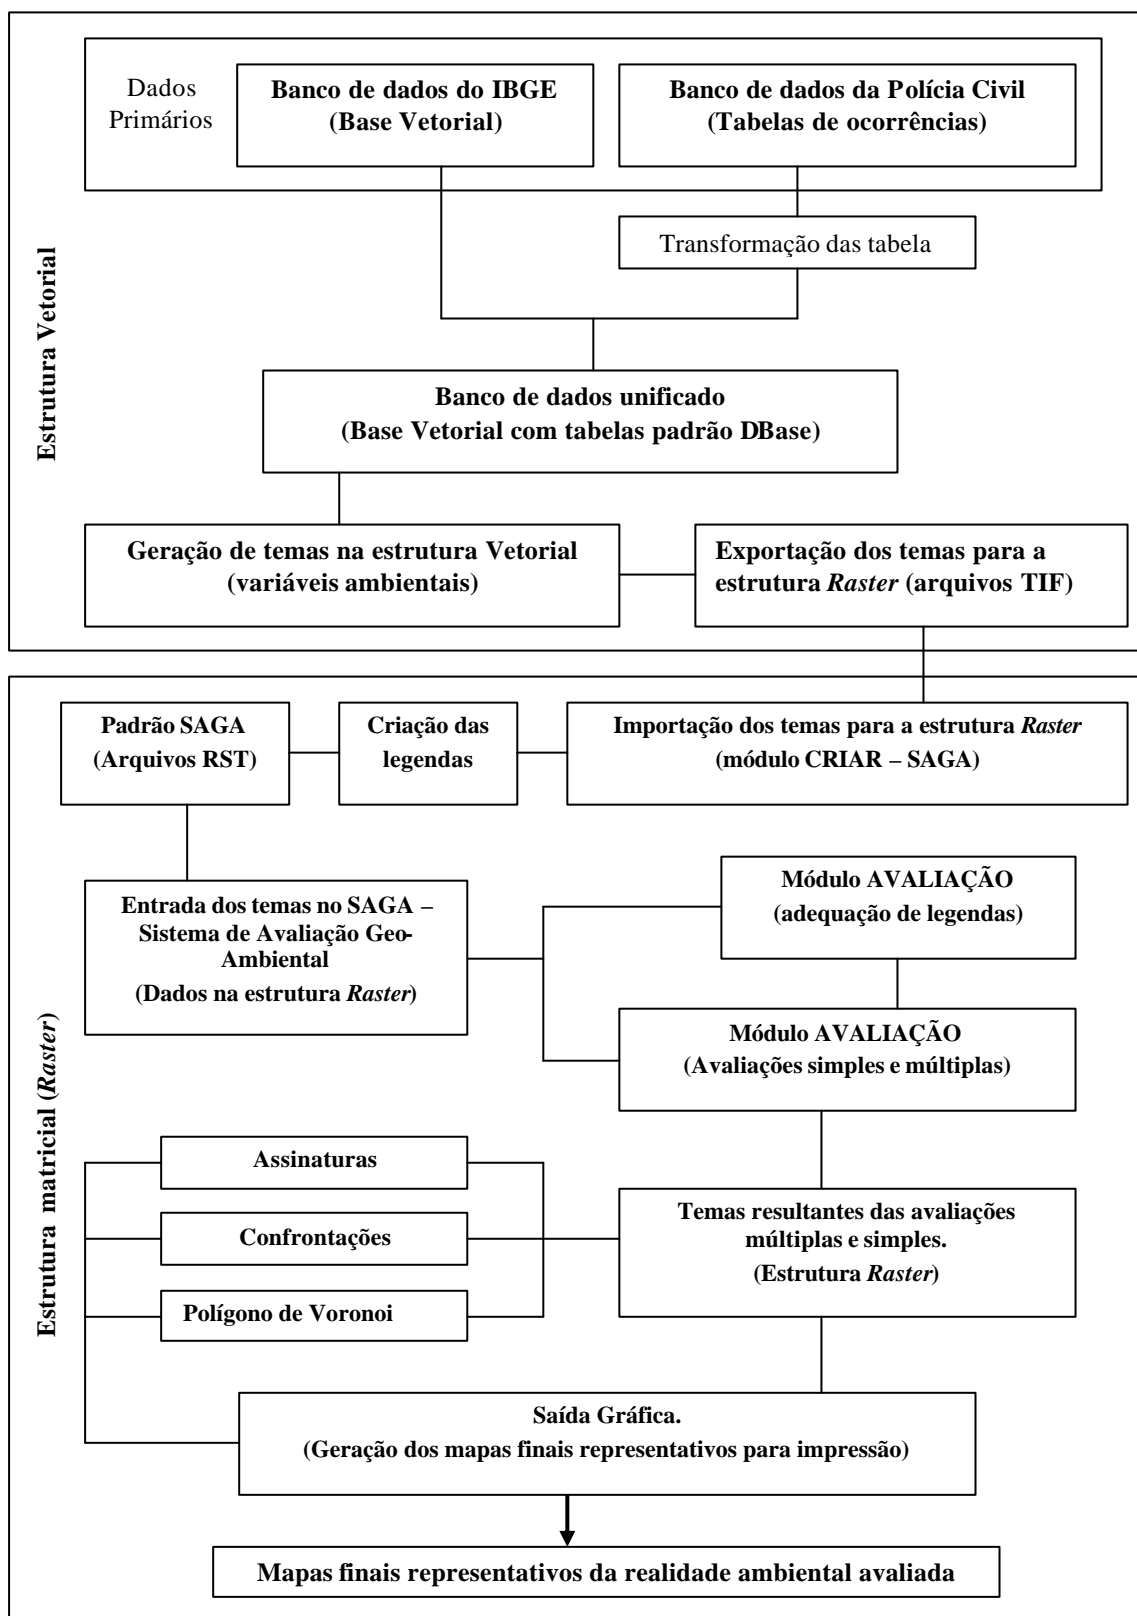 Dados
Primários
Banco de dados do IBGE
(Base Vetorial)
Banco de dados da Polícia Civil
(Tabelas de ocorrências)
Transformação das tabela
Estrutura Vetorial
Banco de dados unificado
(Base Vetorial com tabelas padrão DBase)
Geração de temas na estrutura Vetorial
(variáveis ambientais)
Exportação dos temas para a
estrutura Raster (arquivos TIF)
Padrão SAGA
(Arquivos RST)
Criação das
legendas
Importação dos temas para a estrutura Raster
(módulo CRIAR – SAGA)
Entrada dos temas no SAGA –
Sistema de Avaliação Geo-
Ambiental
(Dados na estrutura Raster)
Módulo AVALIAÇÃO
(adequação de legendas)
Módulo AVALIAÇÃO
(Avaliações simples e múltiplas)
Estrutura matricial (Raster)
Assinaturas
Confrontações
Polígono de Voronoi
Temas resultantes das avaliações
múltiplas e simples.
(Estrutura Raster)
Saída Gráfica.
(Geração dos mapas finais representativos para impressão)
Mapas finais representativos da realidade ambiental avaliada